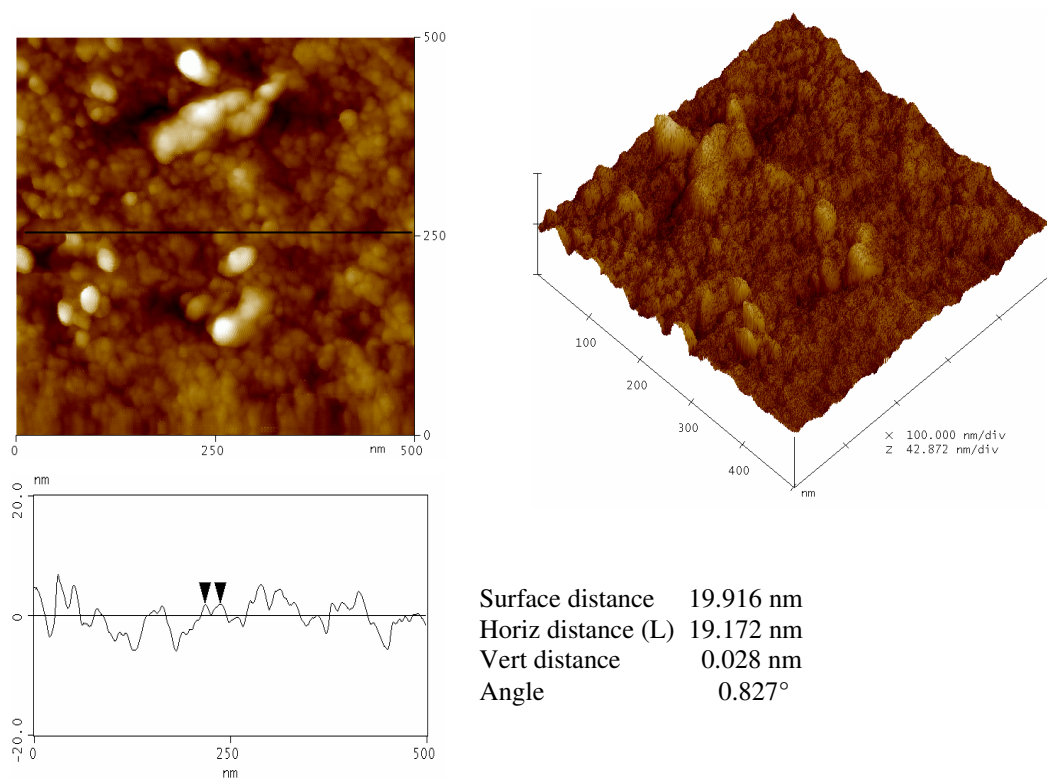 500
250
0
0
250
nm
500
100
200
300
400
nm
X 100.000 nm/div
Z 42.872 nm/div
nm
20.0
0
-20.0
0
250
500
nm
Surface distance 19.916 nm
Horiz distance (L) 19.172 nm
Vert distance 0.028 nm
Angle 0.827°